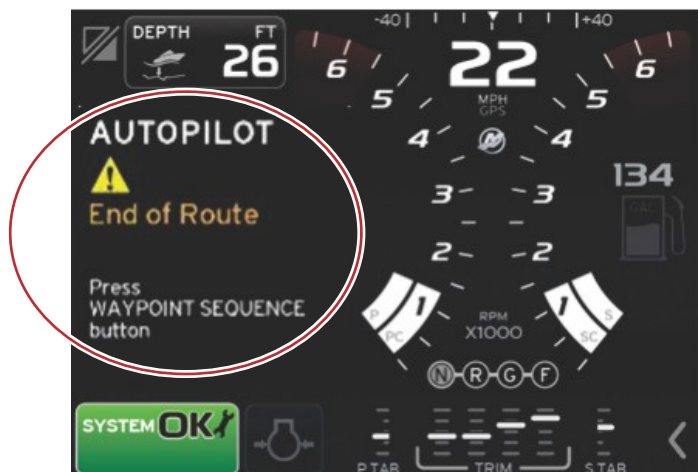 -40 +40
DEPTH FT
26
22
MPH
GPS
6 6
5 5
AUTOPILOT
4 4
134
GAL
End of Route
3 3
2 2
Press
WAYPOINT SEQUENCE
button
1 1
P S
PC SC
RPM
X1000
N R G F
SYSTEM OK
P.TAB TRIM S.TAB